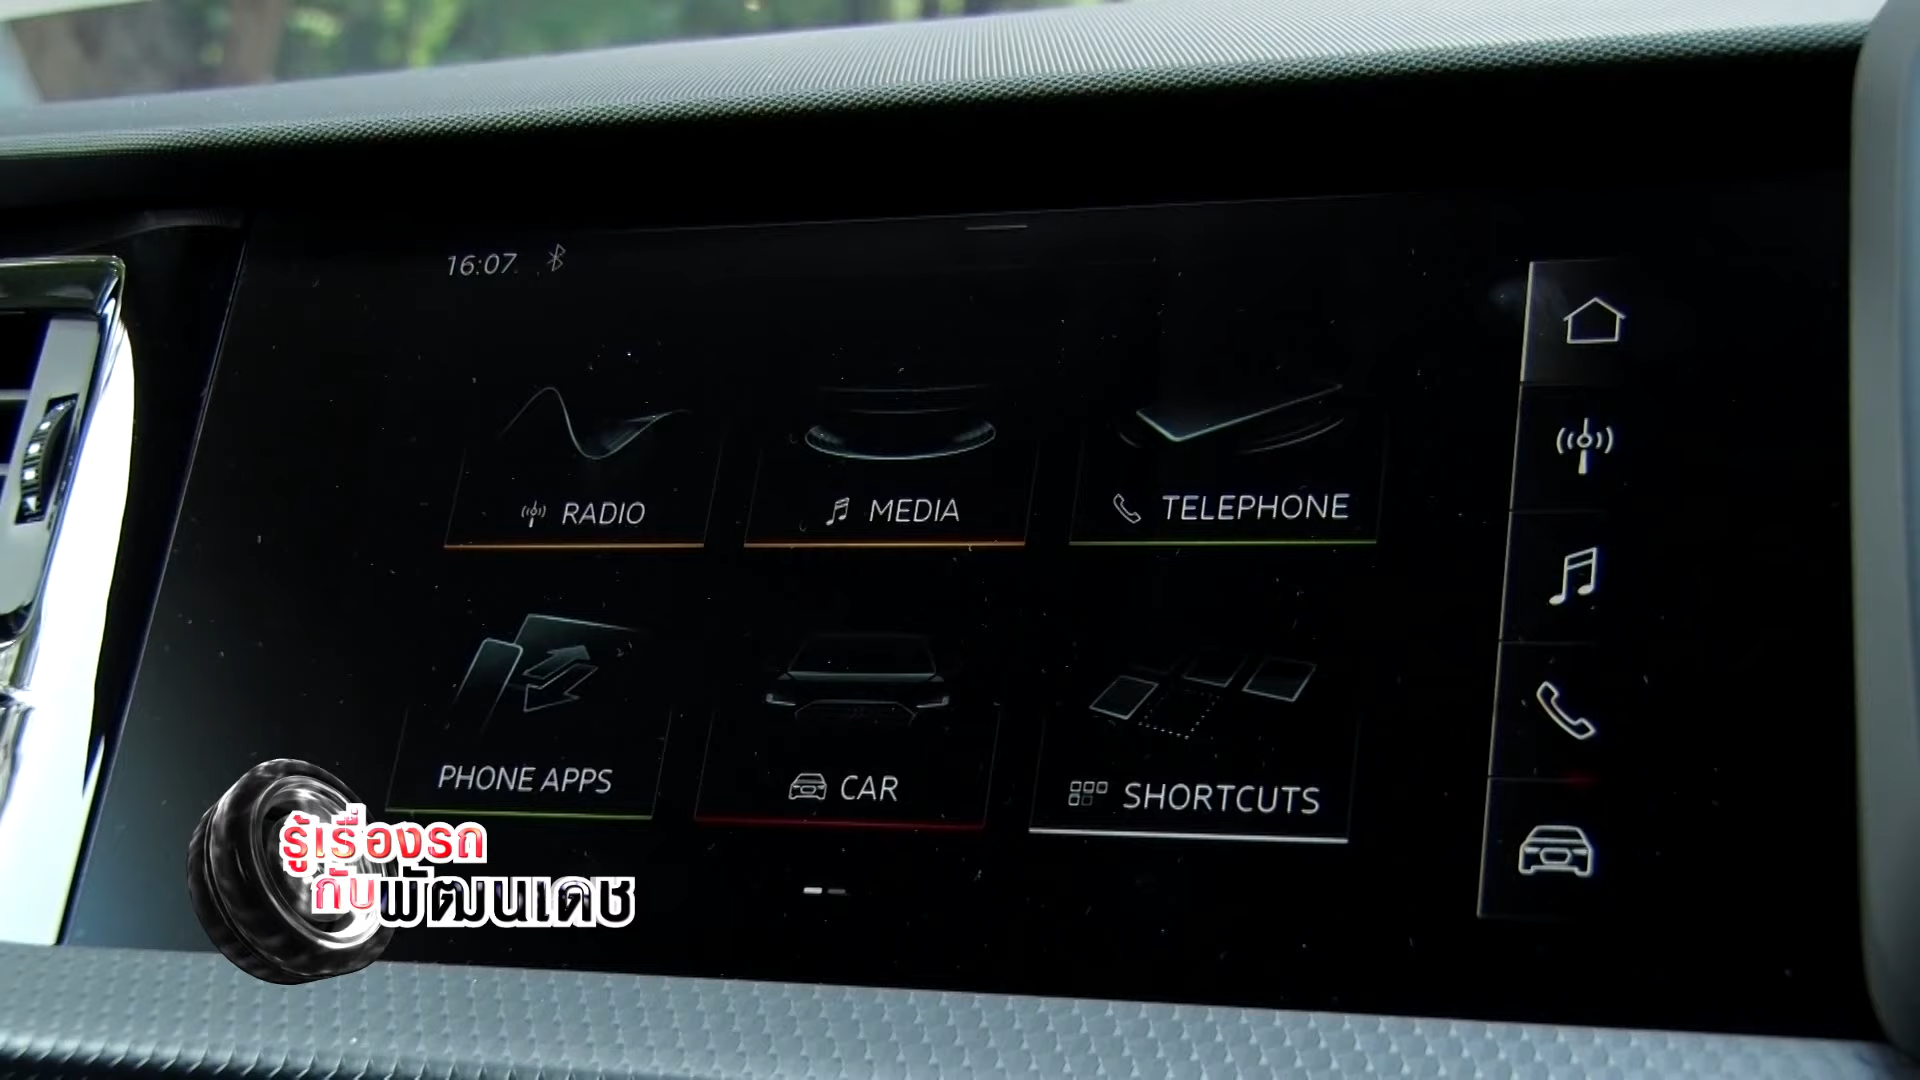 16:07
RADIO
MEDIA
TELEPHONE
PHONE APPS
CAR
SHORTCUTS
รู้เรื่องรถ
กับพัฒนเดช